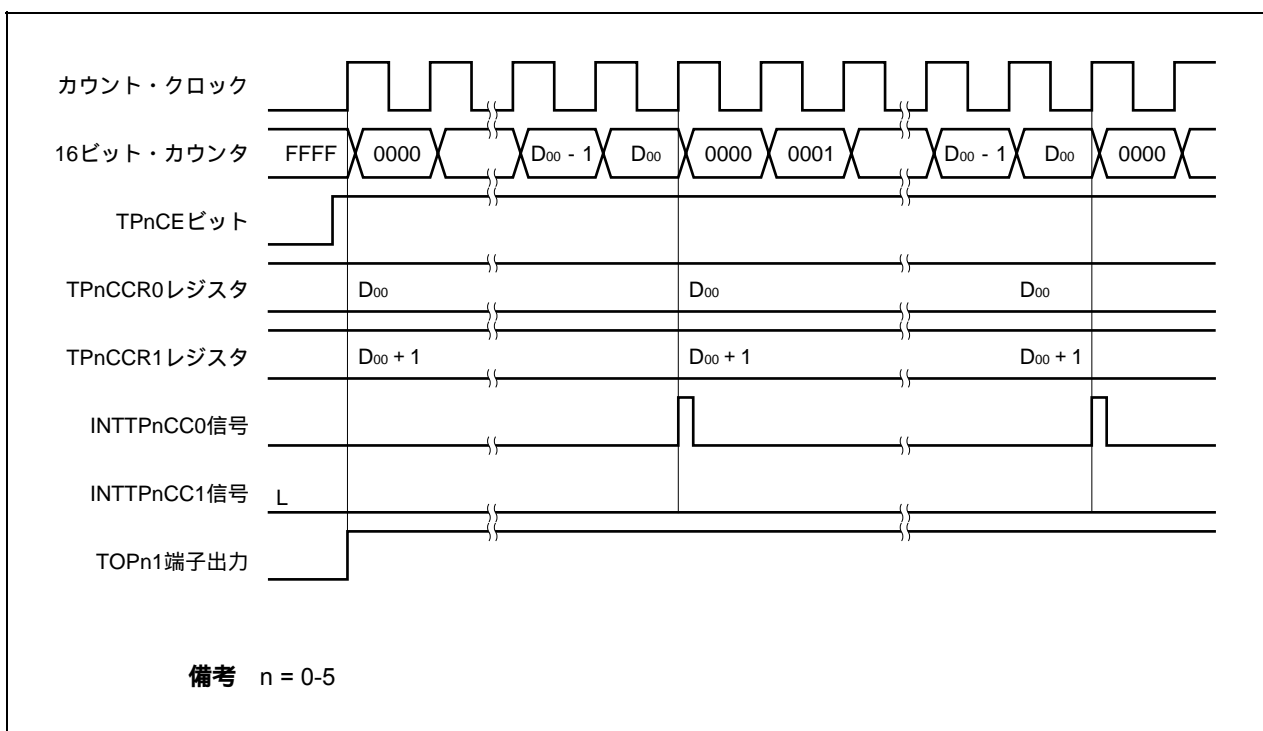 カウント・クロック
16ビット・カウンタ FFFF 0000 D00 - 1 D00 0000 0001 D00 - 1 D00 0000
TPnCEビット
TPnCCR0レジスタ D00 D00 D00
TPnCCR1レジスタ D00 + 1 D00 + 1 D00 + 1
INTTPnCC0信号
INTTPnCC1信号 L
TOPn1端子出力
備考 n = 0-5